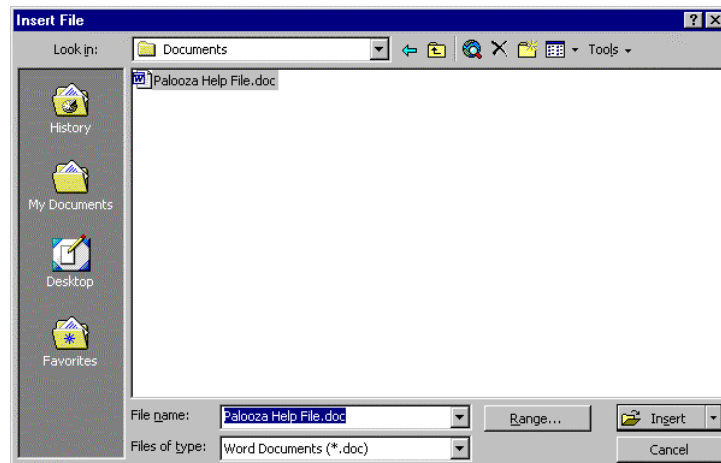 Insert File
Look in: Documents Tools
Palooza Help File.doc
History
My Documents
Desktop
Favorites
File name: Palooza Help File.doc Range... Insert
Files of type: Word Documents (*.doc) Cancel